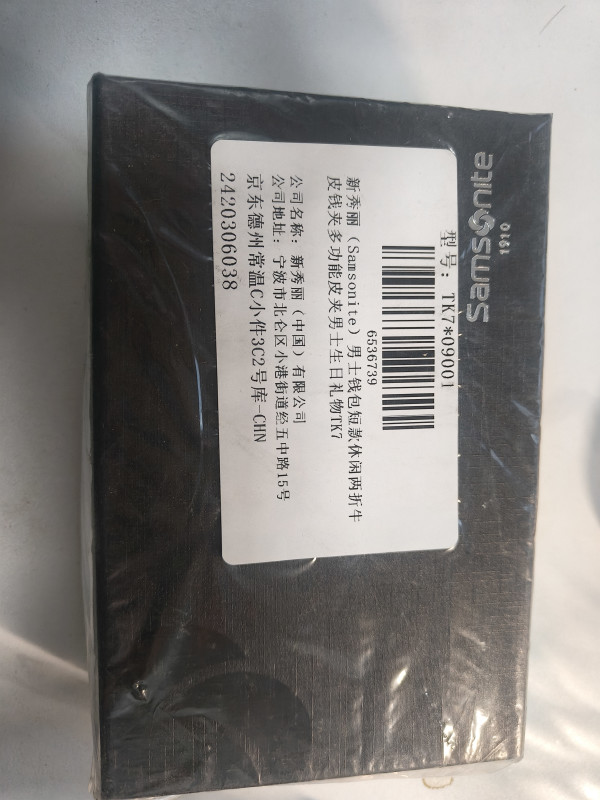 Samsonite
1910
型号：TK7*09001
6536739
新秀丽（Samsonite）男士钱包短款休闲两折牛
皮钱夹多功能皮夹男士生日礼物TK7
公司名称：新秀丽（中国）有限公司
公司地址：宁波市北仑区小港街道经五中路15号
京东德州常温C小件3C2号库-CHN
2420306038